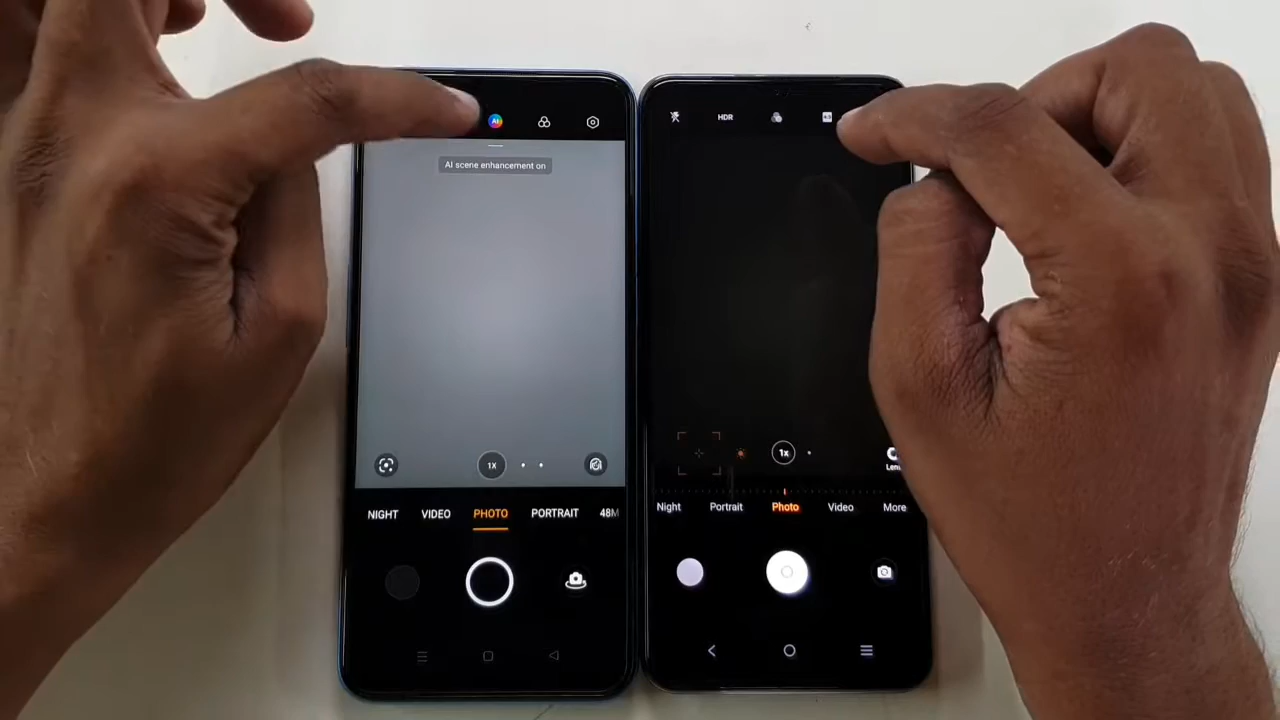 AI
AI scene enhancement on
1X
NIGHT VIDEO PHOTO PORTRAIT 48M
HDR
1x
Night Portrait Photo Video More